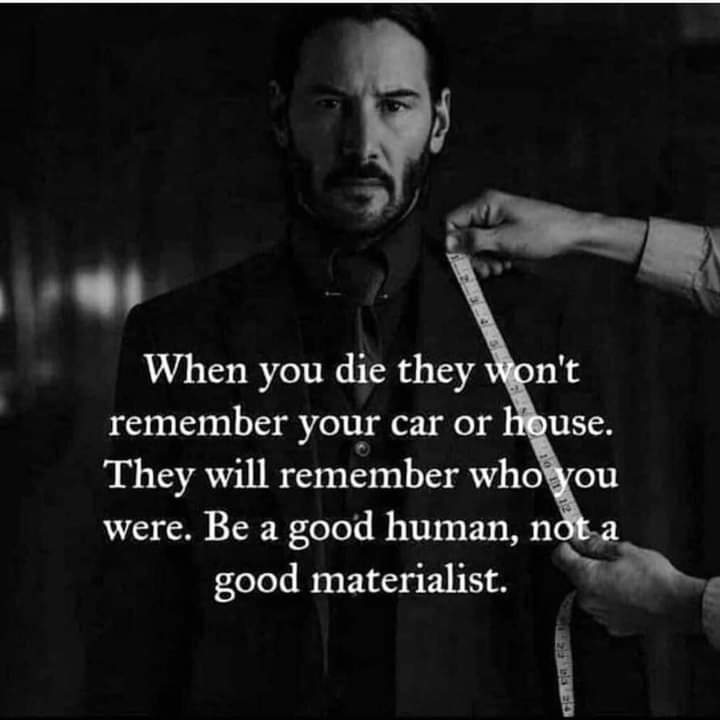 When you die they won't
remember your car or house.
They will remember who you
were. Be a good human, not a
good materialist.